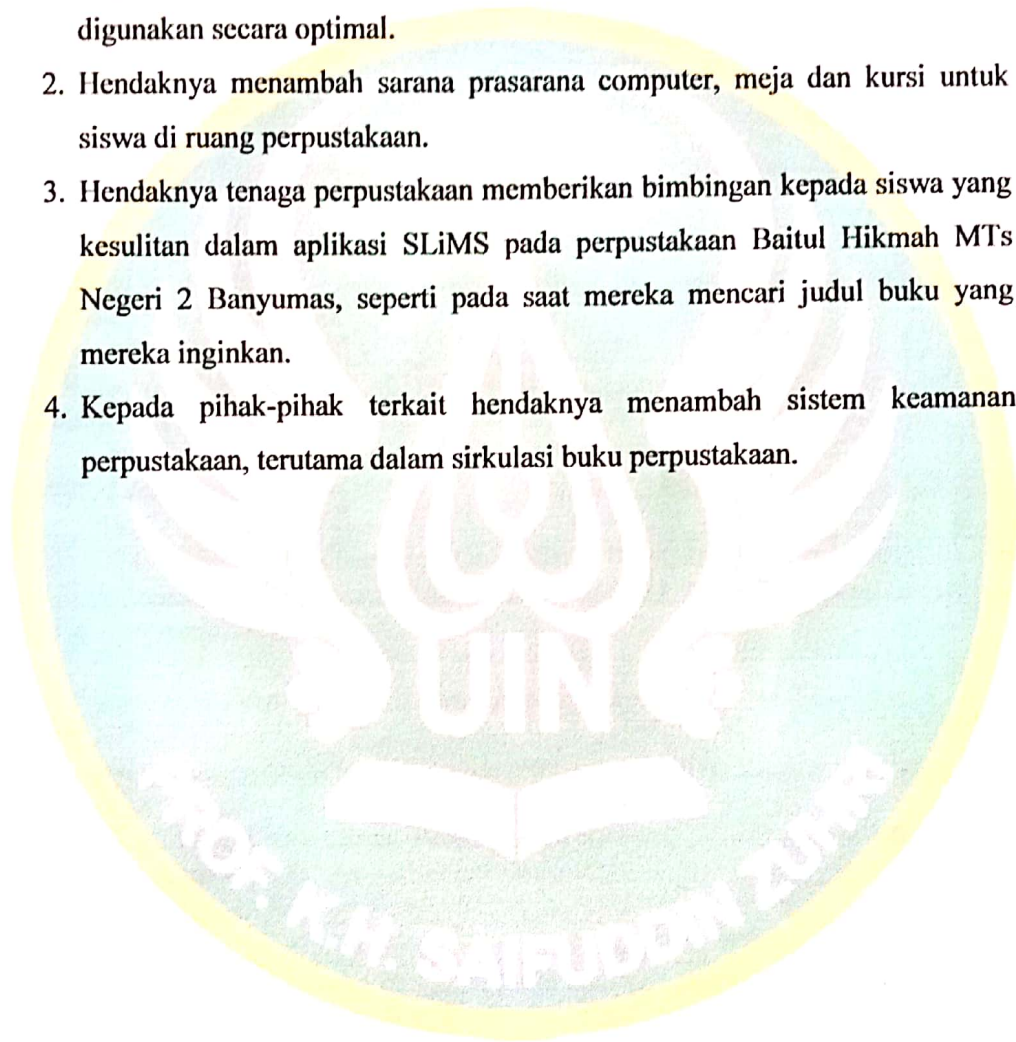 digunakan secara optimal.
2. Hendaknya menambah sarana prasarana computer, meja dan kursi untuk
siswa di ruang perpustakaan.
3. Hendaknya tenaga perpustakaan memberikan bimbingan kepada siswa yang
kesulitan dalam aplikasi SLiMS pada perpustakaan Baitul Hikmah MTs
Negeri 2 Banyumas, seperti pada saat mereka mencari judul buku yang
mereka inginkan.
4. Kepada pihak-pihak terkait hendaknya menambah sistem keamanan
perpustakaan, terutama dalam sirkulasi buku perpustakaan.
UIN
PROF. K.H. SAIFUDDIN ZUHRI